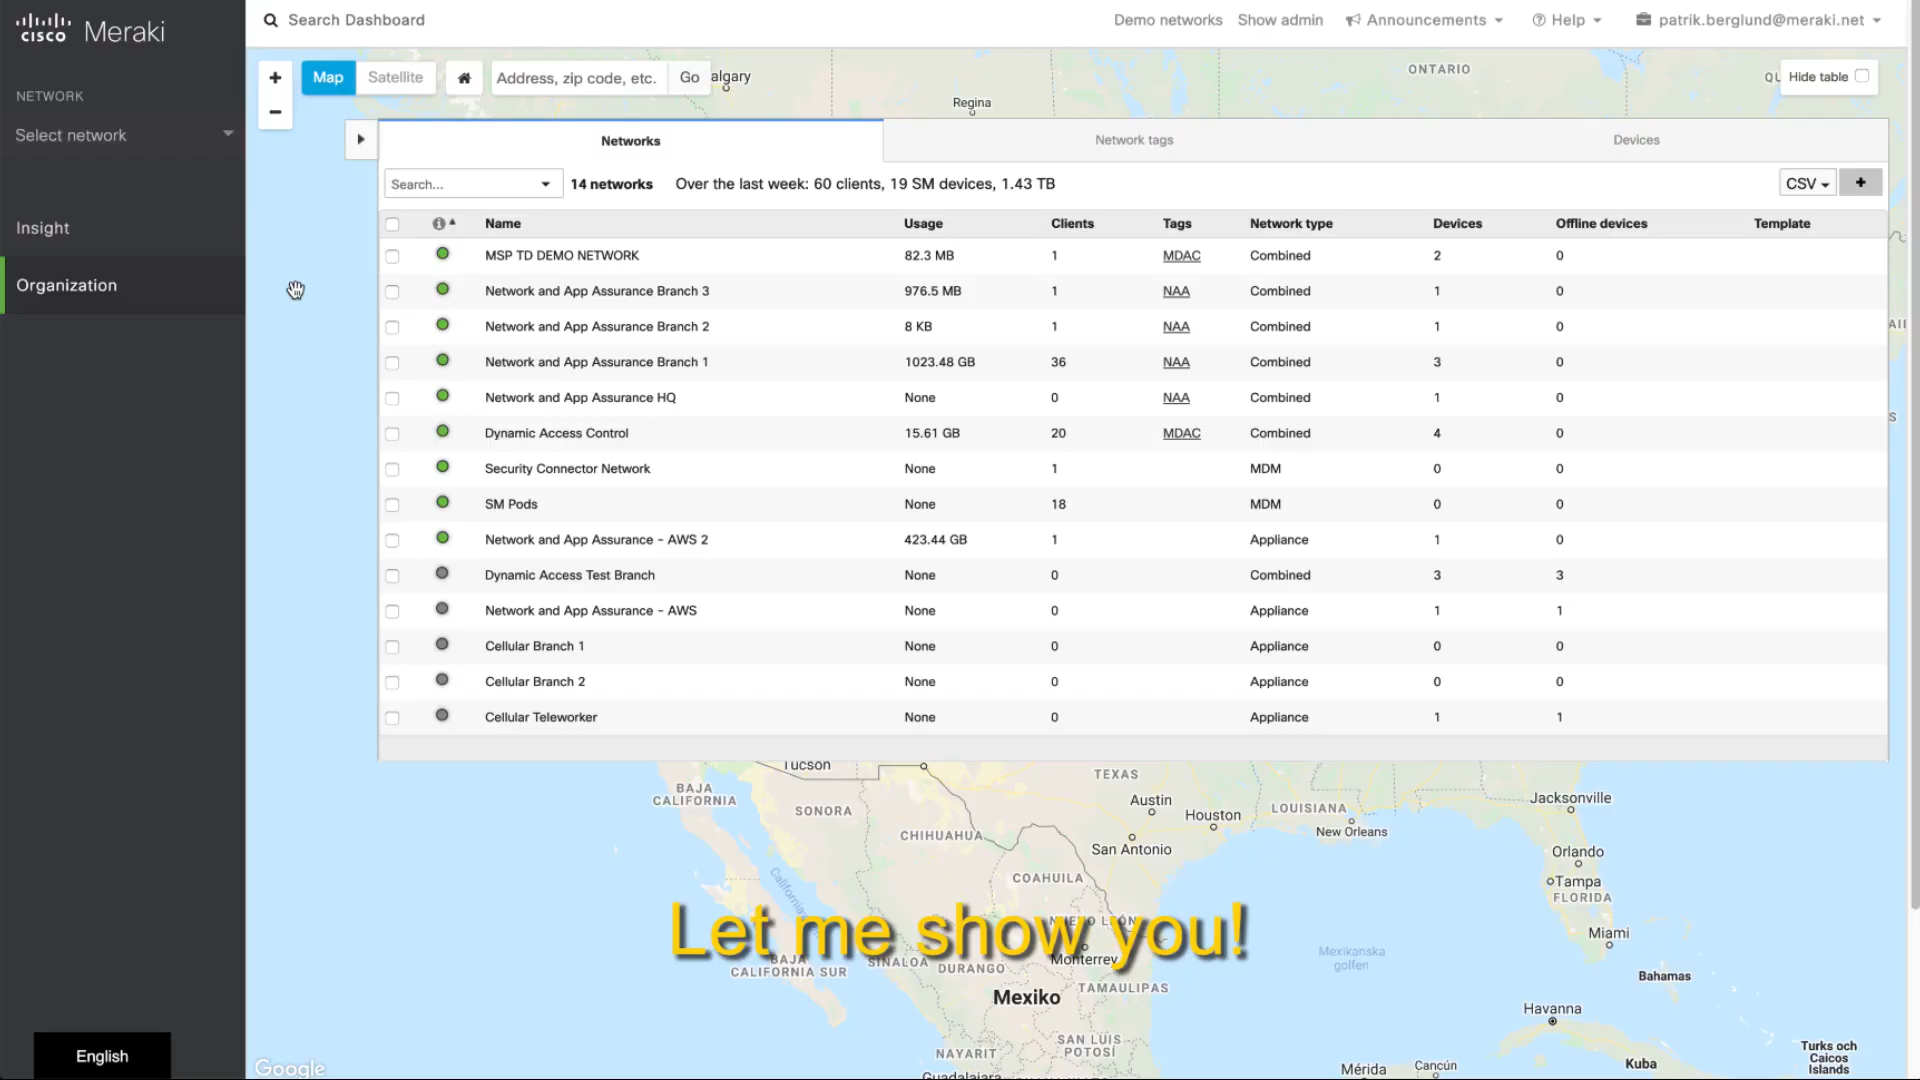 cisco Meraki
Search Dashboard
Demo networks Show admin Announcements Help patrik.berglund@meraki.net
NETWORK
Select network
Insight
Organization
English
+
−
Map Satellite Address, zip code, etc. Go
algary
Regina
ONTARIO
QU
Hide table
Networks Network tags Devices
Search... 14 networks Over the last week: 60 clients, 19 SM devices, 1.43 TB CSV +
Name Usage Clients Tags Network type Devices Offline devices Template
MSP TD DEMO NETWORK 82.3 MB 1 MDAC Combined 2 0
Network and App Assurance Branch 3 976.5 MB 1 NAA Combined 1 0
Network and App Assurance Branch 2 8 KB 1 NAA Combined 1 0
Network and App Assurance Branch 1 1023.48 GB 36 NAA Combined 3 0
Network and App Assurance HQ None 0 NAA Combined 1 0
Dynamic Access Control 15.61 GB 20 MDAC Combined 4 0
Security Connector Network None 1 MDM 0 0
SM Pods None 18 MDM 0 0
Network and App Assurance - AWS 2 423.44 GB 1 Appliance 1 0
Dynamic Access Test Branch None 0 Combined 3 3
Network and App Assurance - AWS None 0 Appliance 1 1
Cellular Branch 1 None 0 Appliance 0 0
Cellular Branch 2 None 0 Appliance 0 0
Cellular Teleworker None 0 Appliance 1 1
Tucson
TEXAS
BAJA
CALIFORNIA
SONORA
CHIHUAHUA
Austin
Houston
LOUISIANA
New Orleans
Jacksonville
San Antonio
Orlando
COAHUILA
Tampa
FLORIDA
Let me show you!
NUEVO LEÓN
Miami
Monterrey
BAJA
CALIFORNIA SUR
SINALOA
DURANGO
Mexikanska
golfen
Bahamas
TAMAULIPAS
Mexiko
Havanna
SAN LUIS
POTOSÍ
NAYARIT
Guadalajara
Mérida
Cancún
Kuba
Turks och
Caicos
Islands
Google